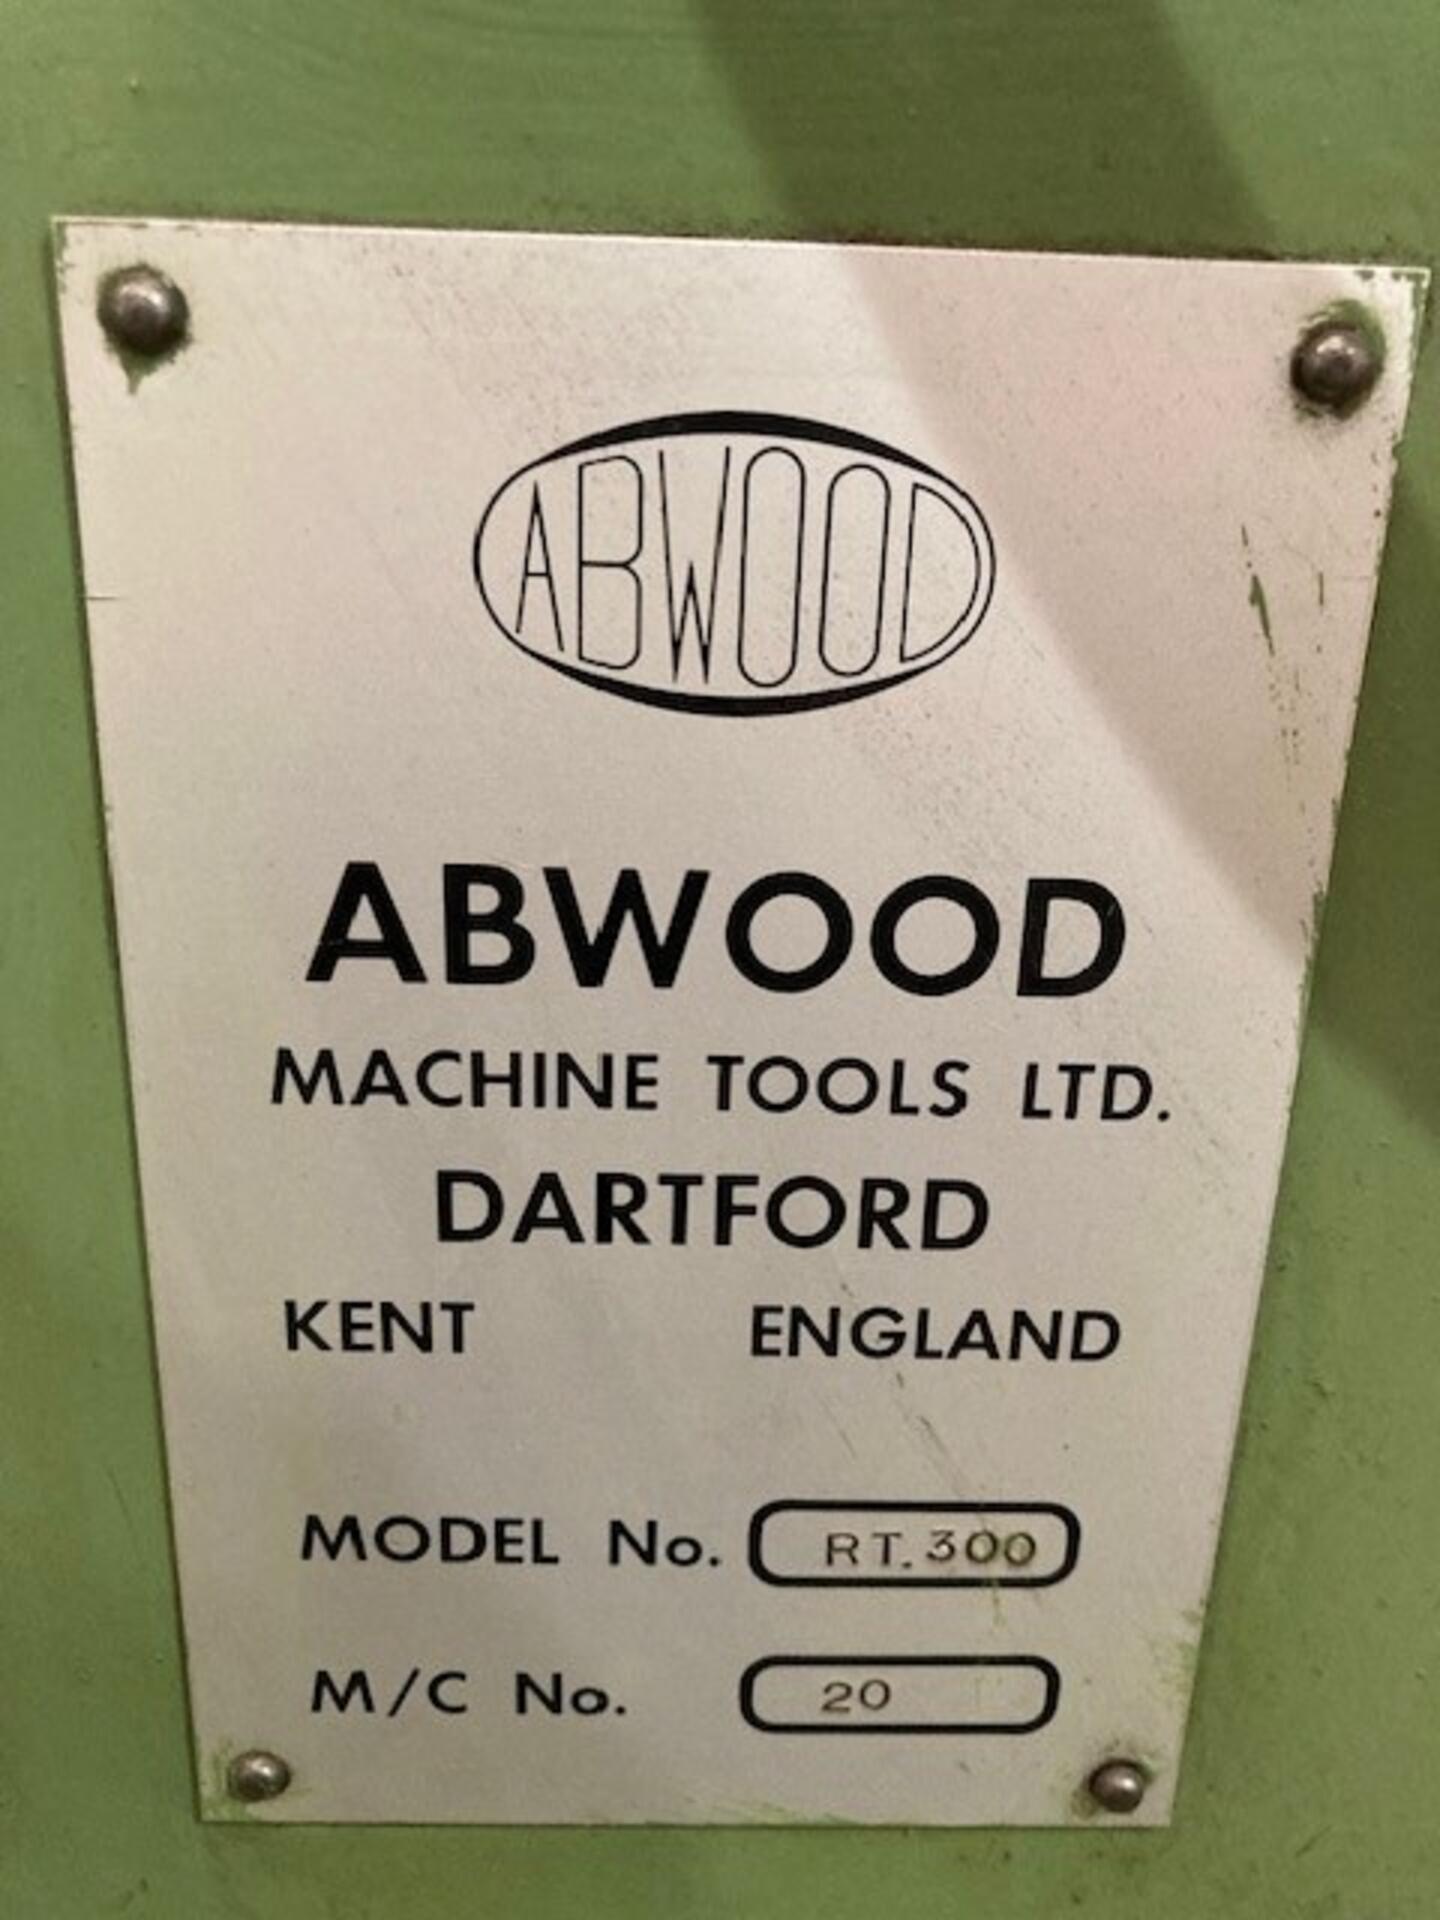 ABWOOD
ABWOOD
MACHINE TOOLS LTD.
DARTFORD
KENT ENGLAND
MODEL No. RT.300
M/C No. 20